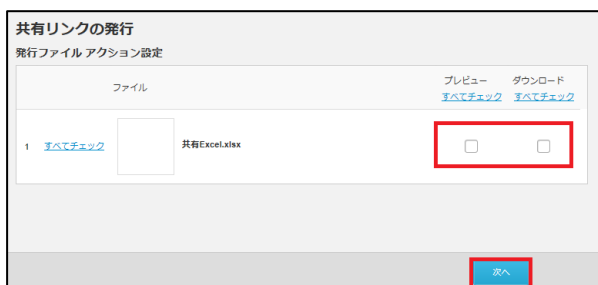 共有リンクの発行
発行ファイル アクション設定
ファイル プレビュー ダウンロード
すべてチェック すべてチェック
1 すべてチェック 共有Excel.xlsx
次へ